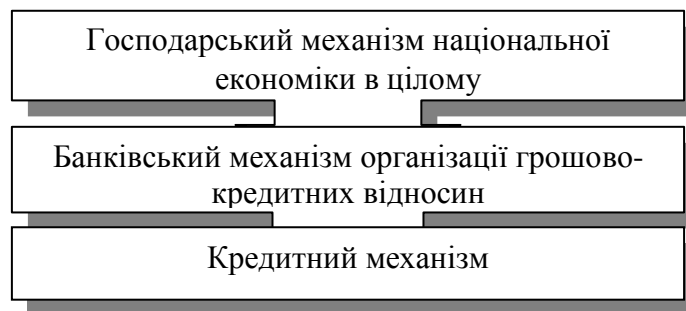 Господарський механізм національної
економіки в цілому
Банківський механізм організації грошово-
кредитних відносин
Кредитний механізм